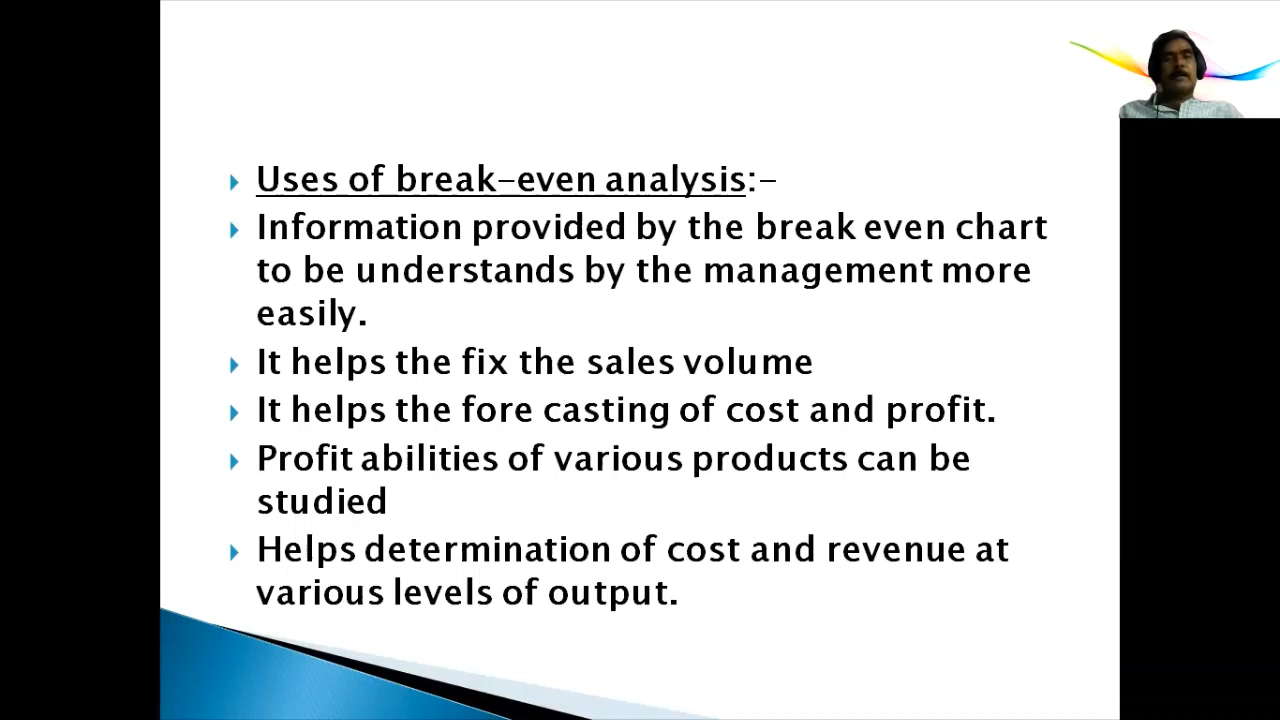 Uses of break-even analysis:-
Information provided by the break even chart
to be understands by the management more
easily.
It helps the fix the sales volume
It helps the fore casting of cost and profit.
Profit abilities of various products can be
studied
Helps determination of cost and revenue at
various levels of output.